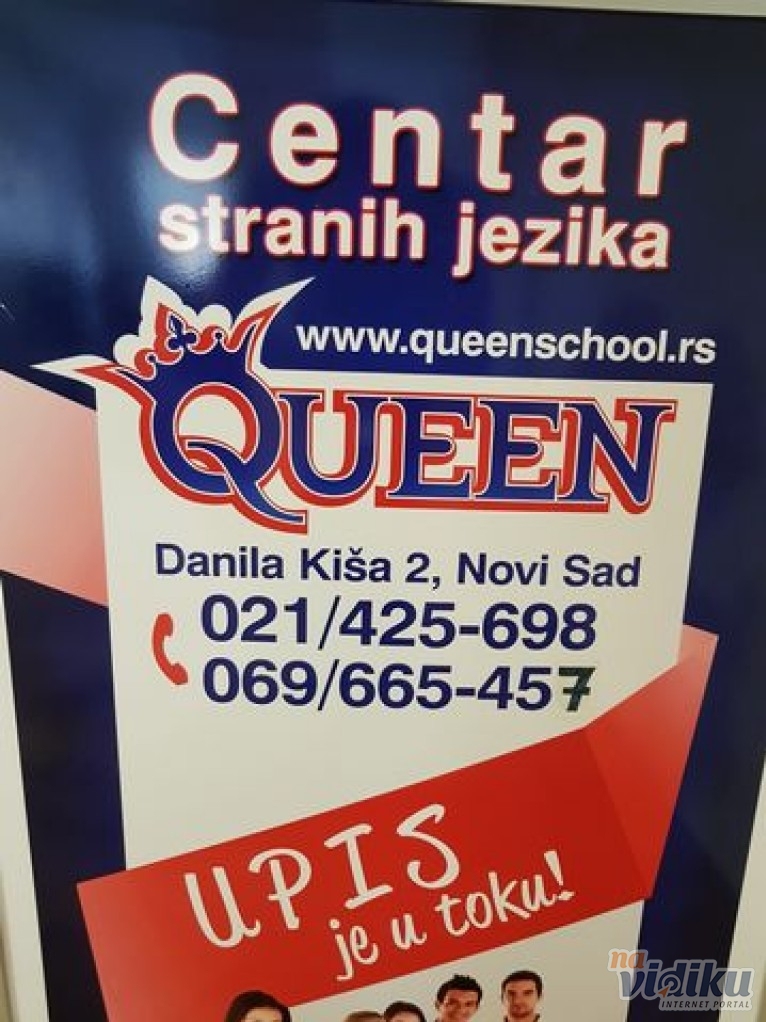 Centar
stranih jezika
www.queenschool.rs
QUEEN
Danila Kiša 2, Novi Sad
021/425-698
069/665-457
UPIS
je u toku!
na
vidiku
INTERNET PORTAL